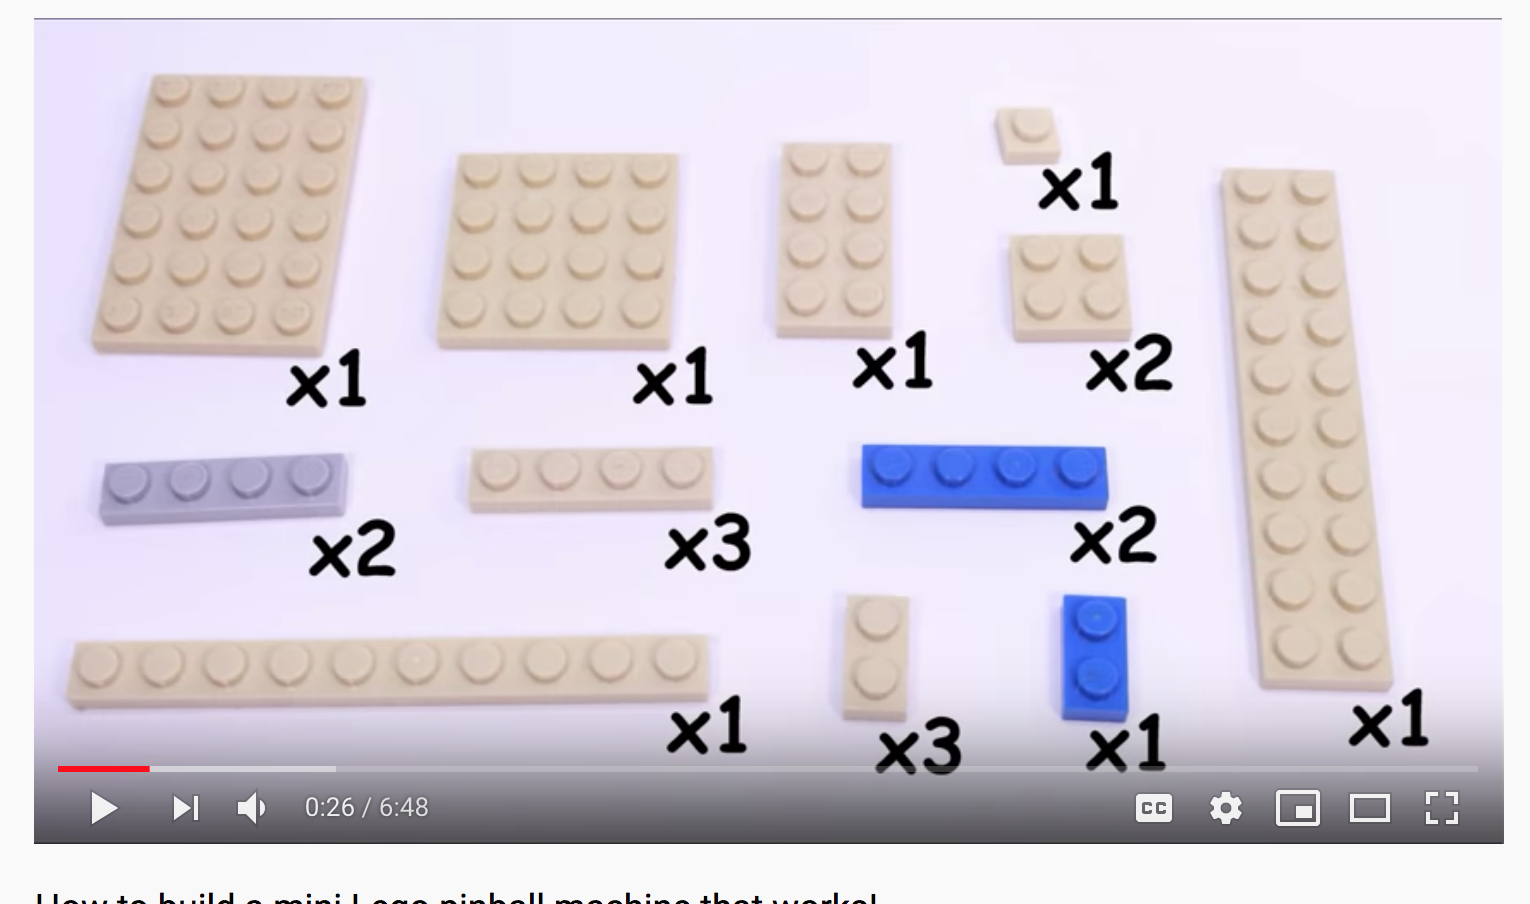 x1
x1
x1
x1
x2
x2
x3
x2
x1
x3
x1
x1
0:26 / 6:48
CC
How to build a mini Lego pinball machine that works!